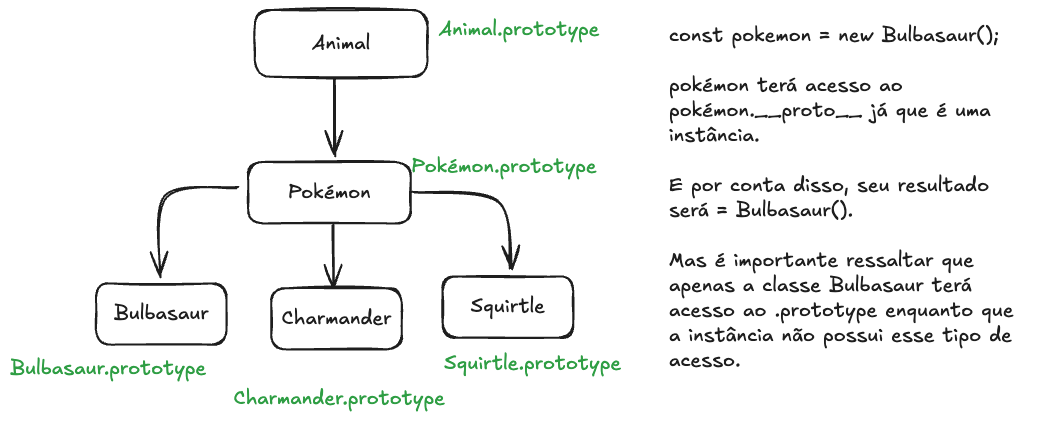 Animal
Animal.prototype
Pokémon.prototype
Pokémon
Bulbasaur
Charmander
Squirtle
Bulbasaur.prototype
Squirtle.prototype
Charmander.prototype
const pokemon = new Bulbasaur();
pokémon terá acesso ao
pokémon.__proto__ já que é uma
instância.
E por conta disso, seu resultado
será = Bulbasaur().
Mas é importante ressaltar que
apenas a classe Bulbasaur terá
acesso ao .prototype enquanto que
a instância não possui esse tipo de
acesso.